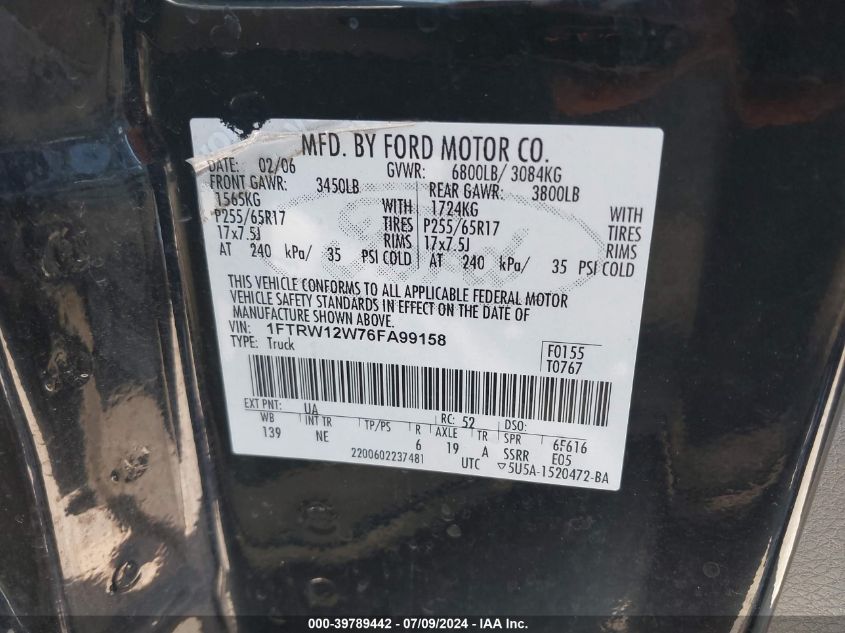 MFD. BY FORD MOTOR CO.
DATE: 02/06 GVWR: 6800LB/ 3084KG
FRONT GAWR: 3450LB REAR GAWR: 3800LB
1565KG WITH 1724KG WITH
P255/65R17 TIRES P255/65R17 TIRES
17x7.5J RIMS 17x7.5J RIMS
AT 240 kPa/ 35 PSI COLD AT 240 kPa/ 35 PSI COLD
THIS VEHICLE CONFORMS TO ALL APPLICABLE FEDERAL MOTOR
VEHICLE SAFETY STANDARDS IN EFFECT ON THE DATE OF
MANUFACTURE SHOWN ABOVE.
VIN: 1FTRW12W76FA99158
TYPE: Truck
F0155
T0767
EXT PNT: UA RC: 52 DSO:
WB INT TR TP/PS R AXLE TR SPR 6F616
139 NE 6 19 A SSRR E05
2200602237481 UTC ▽5U5A-1520472-BA
000-39789442 - 07/09/2024 - IAA Inc.